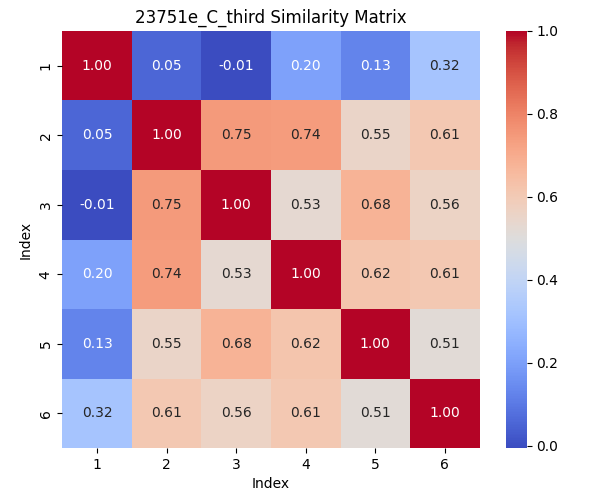 23751e_C_third Similarity Matrix
1 1.00 0.05 -0.01 0.20 0.13 0.32
2 0.05 1.00 0.75 0.74 0.55 0.61
3 -0.01 0.75 1.00 0.53 0.68 0.56
4 0.20 0.74 0.53 1.00 0.62 0.61
5 0.13 0.55 0.68 0.62 1.00 0.51
6 0.32 0.61 0.56 0.61 0.51 1.00
1 2 3 4 5 6
Index
Index
1.0
0.8
0.6
0.4
0.2
0.0